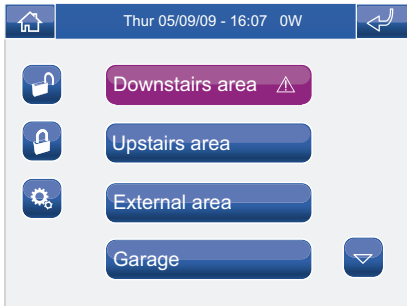 Thur 05/09/09 - 16:07 0W
Downstairs area
Upstairs area
External area
Garage